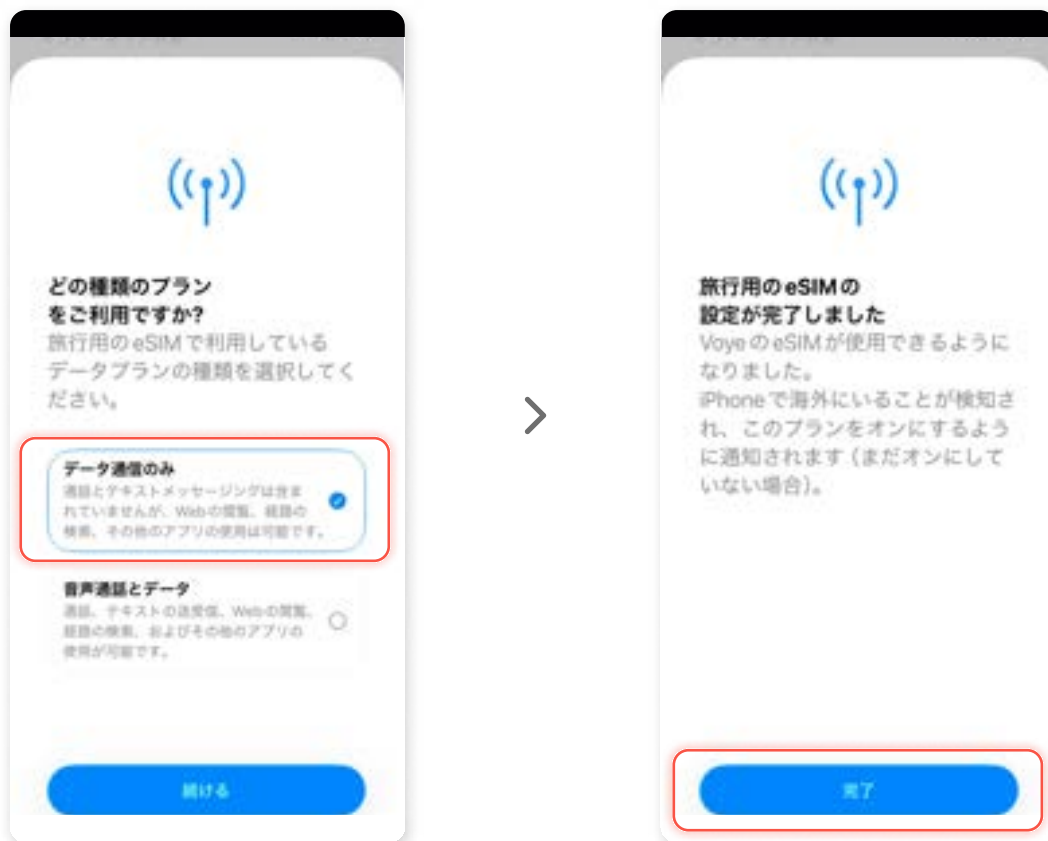 どの種類のプラン
をご利用ですか?
旅行用のeSIMで利用している
データプランの種類を選択してく
ださい。
データ通信のみ
通話とテキストメッセージングは含ま
れていませんが、Webの閲覧、経路の
検索、その他のアプリの使用は可能です。
音声通話とデータ
通話、テキストの送受信、Webの閲覧、
経路の検索、およびその他のアプリの
使用が可能です。
続ける
旅行用のeSIMの
設定が完了しました
VoyeのeSIMが使用できるように
なりました。
iPhoneで海外にいることが検知さ
れ、このプランをオンにするよう
に通知されます（まだオンにして
いない場合）。
完了